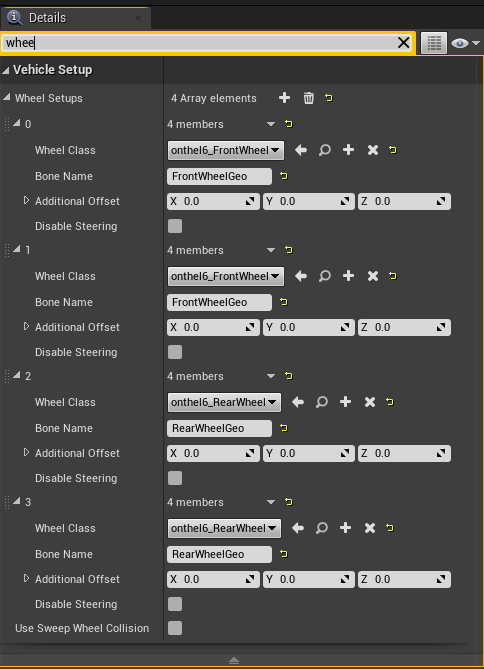 Details
whee
Vehicle Setup
Wheel Setups 4 Array elements
0 4 members
Wheel Class onthel6_FrontWheel
Bone Name FrontWheelGeo
Additional Offset X 0.0 Y 0.0 Z 0.0
Disable Steering
1 4 members
Wheel Class onthel6_FrontWheel
Bone Name FrontWheelGeo
Additional Offset X 0.0 Y 0.0 Z 0.0
Disable Steering
2 4 members
Wheel Class onthel6_RearWheel
Bone Name RearWheelGeo
Additional Offset X 0.0 Y 0.0 Z 0.0
Disable Steering
3 4 members
Wheel Class onthel6_RearWheel
Bone Name RearWheelGeo
Additional Offset X 0.0 Y 0.0 Z 0.0
Disable Steering
Use Sweep Wheel Collision